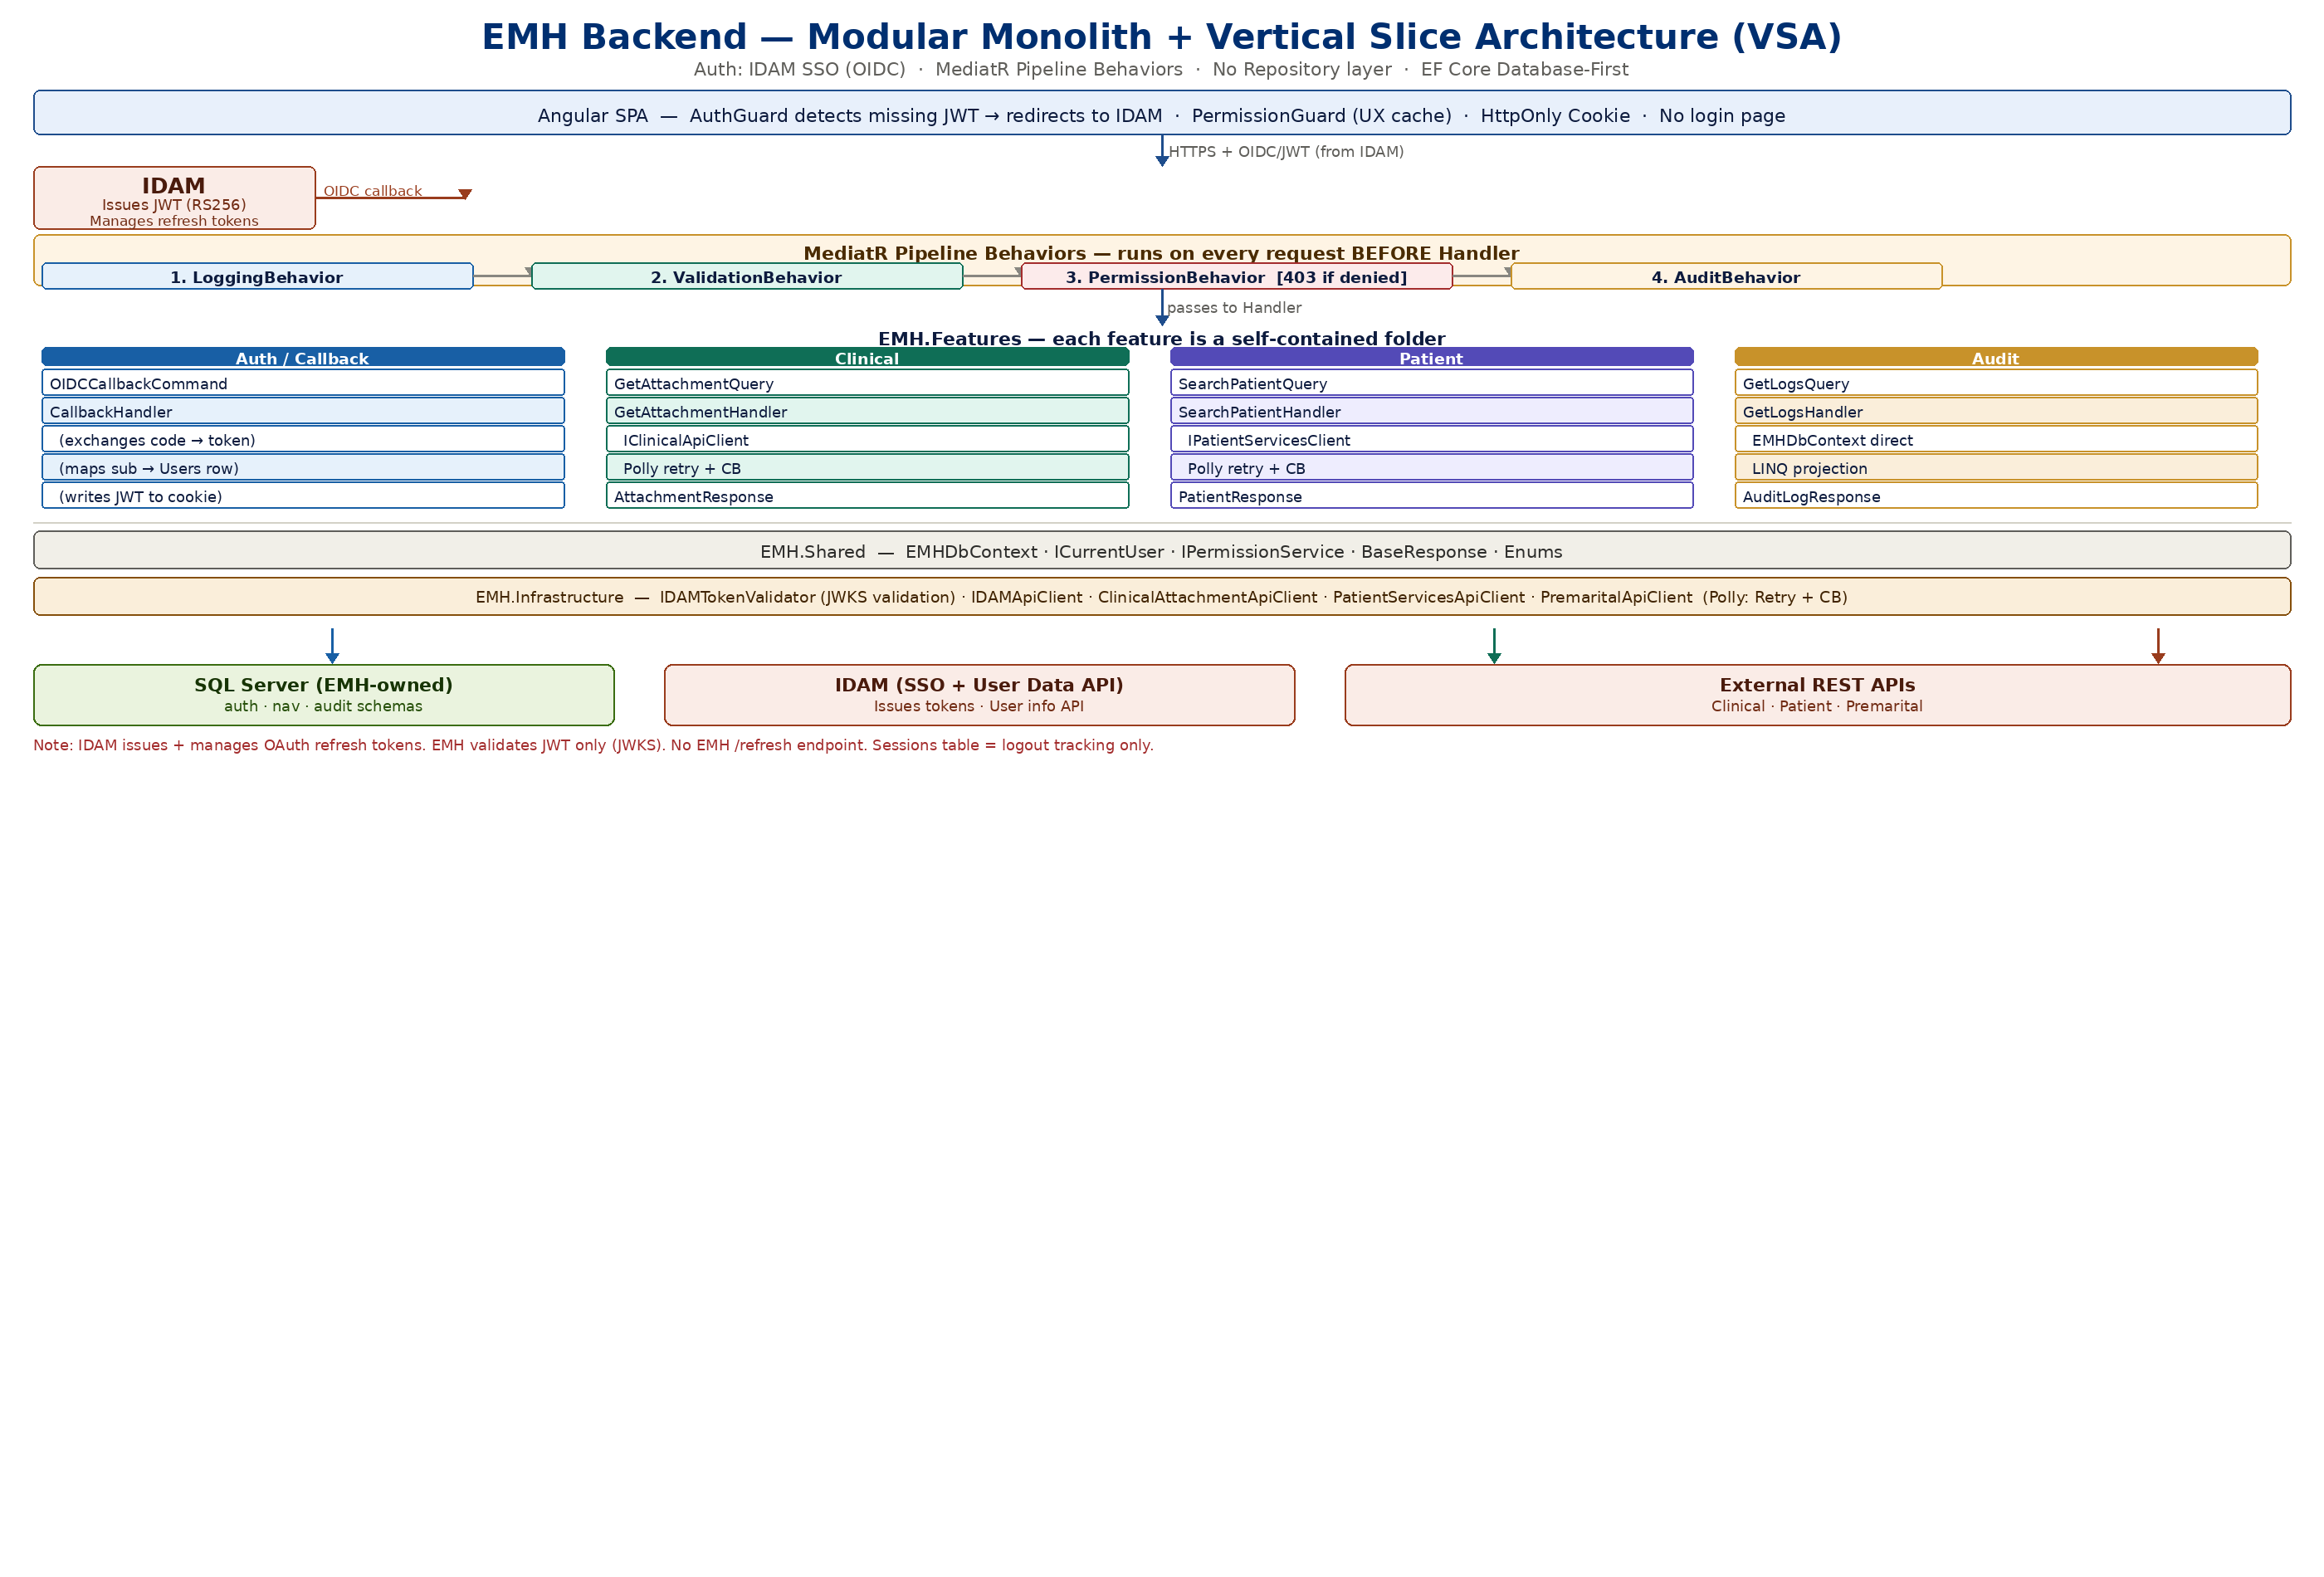 EMH Backend — Modular Monolith + Vertical Slice Architecture (VSA)
Auth: IDAM SSO (OIDC) · MediatR Pipeline Behaviors · No Repository layer · EF Core Database-First
Angular SPA — AuthGuard detects missing JWT → redirects to IDAM · PermissionGuard (UX cache) · HttpOnly Cookie · No login page
HTTPS + OIDC/JWT (from IDAM)
IDAM
Issues JWT (RS256)
Manages refresh tokens
OIDC callback
MediatR Pipeline Behaviors — runs on every request BEFORE Handler
1. LoggingBehavior
2. ValidationBehavior
3. PermissionBehavior [403 if denied]
4. AuditBehavior
passes to Handler
EMH.Features — each feature is a self-contained folder
Auth / Callback
OIDCCallbackCommand
CallbackHandler
(exchanges code → token)
(maps sub → Users row)
(writes JWT to cookie)
Clinical
GetAttachmentQuery
GetAttachmentHandler
IClinicalApiClient
Polly retry + CB
AttachmentResponse
Patient
SearchPatientQuery
SearchPatientHandler
IPatientServicesClient
Polly retry + CB
PatientResponse
Audit
GetLogsQuery
GetLogsHandler
EMHDbContext direct
LINQ projection
AuditLogResponse
EMH.Shared — EMHDbContext · ICurrentUser · IPermissionService · BaseResponse · Enums
EMH.Infrastructure — IDAMTokenValidator (JWKS validation) · IDAMApiClient · ClinicalAttachmentApiClient · PatientServicesApiClient · PremaritalApiClient (Polly: Retry + CB)
SQL Server (EMH-owned)
auth · nav · audit schemas
IDAM (SSO + User Data API)
Issues tokens · User info API
External REST APIs
Clinical · Patient · Premarital
Note: IDAM issues + manages OAuth refresh tokens. EMH validates JWT only (JWKS). No EMH /refresh endpoint. Sessions table = logout tracking only.